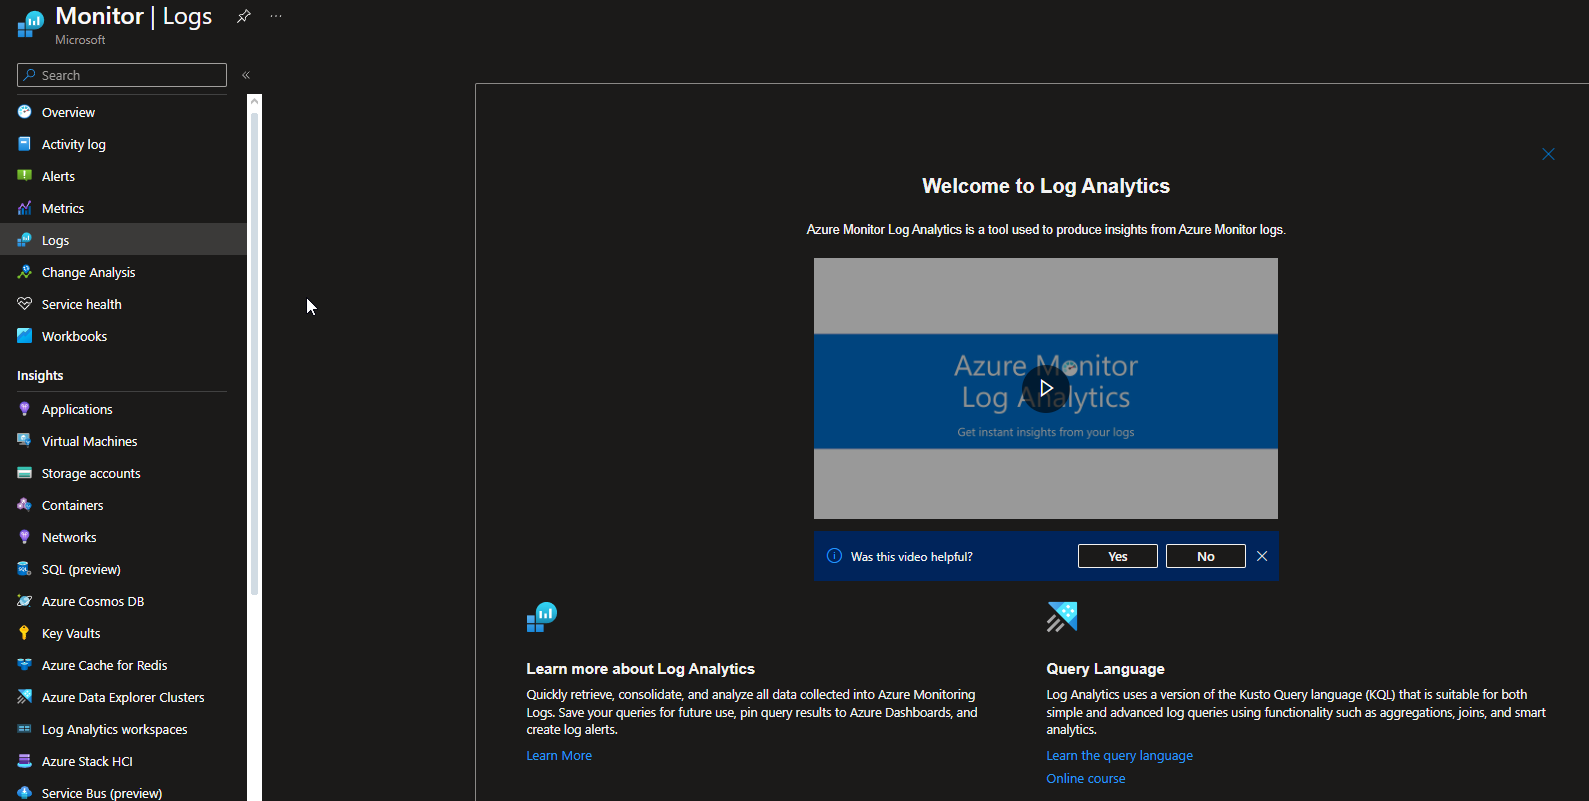 Monitor | Logs
Microsoft
Search
Overview
Activity log
Alerts
Metrics
Logs
Change Analysis
Service health
Workbooks
Insights
Applications
Virtual Machines
Storage accounts
Containers
Networks
SQL (preview)
Azure Cosmos DB
Key Vaults
Azure Cache for Redis
Azure Data Explorer Clusters
Log Analytics workspaces
Azure Stack HCI
Service Bus (preview)
Welcome to Log Analytics
Azure Monitor Log Analytics is a tool used to produce insights from Azure Monitor logs.
Azure Monitor
Log Analytics
Get instant insights from your logs
Was this video helpful?
Yes
No
Learn more about Log Analytics
Quickly retrieve, consolidate, and analyze all data collected into Azure Monitoring
Logs. Save your queries for future use, pin query results to Azure Dashboards, and
create log alerts.
Learn More
Query Language
Log Analytics uses a version of the Kusto Query language (KQL) that is suitable for both
simple and advanced log queries using functionality such as aggregations, joins, and smart
analytics.
Learn the query language
Online course